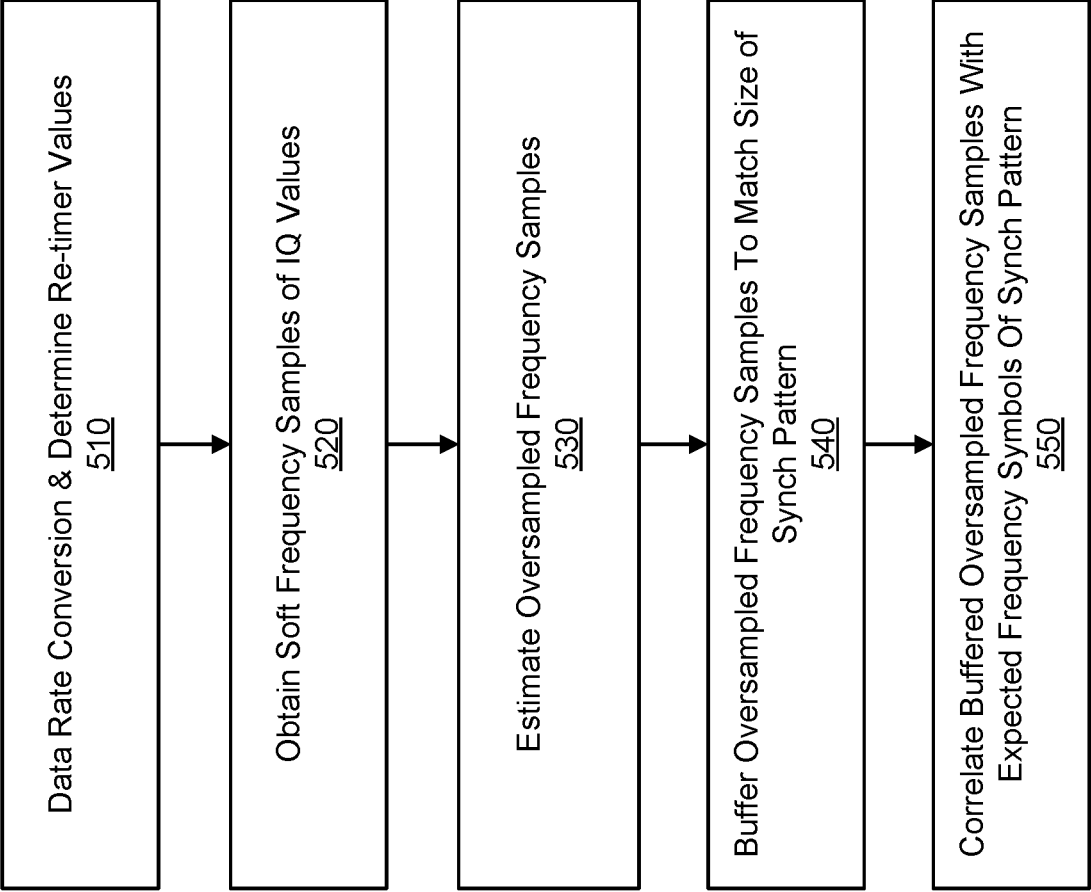 Data Rate Conversion & Determine Re-timer Values
510
Obtain Soft Frequency Samples of IQ Values
520
Estimate Oversampled Frequency Samples
530
Buffer Oversampled Frequency Samples To Match Size of
Synch Pattern
540
Correlate Buffered Oversampled Frequency Samples With
Expected Frequency Symbols Of Synch Pattern
550